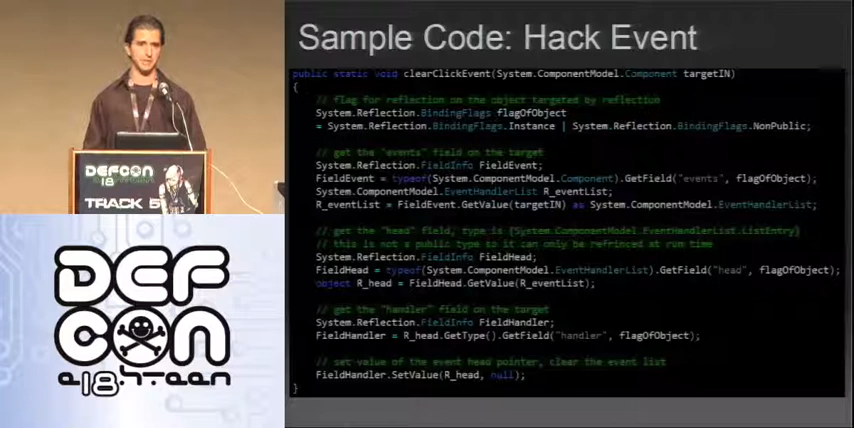 Sample Code: Hack Event
public static void clearClickEvent(System.ComponentModel.Component targetIN)
{
// flag for reflection on the object targeted by reflection
System.Reflection.BindingFlags flagOfObject
= System.Reflection.BindingFlags.Instance | System.Reflection.BindingFlags.NonPublic;
// get the "events" field on the target
System.Reflection.FieldInfo FieldEvent;
FieldEvent = typeof(System.ComponentModel.Component).GetField("events", flagOfObject);
System.ComponentModel.EventHandlerList R_eventList;
R_eventList = FieldEvent.GetValue(targetIN) as System.ComponentModel.EventHandlerList;
// get the "head" field, type is {System.ComponentModel.EventHandlerList.ListEntry}
// this is not a public type so it can only be refrinced at run time
System.Reflection.FieldInfo FieldHead;
FieldHead = typeof(System.ComponentModel.EventHandlerList).GetField("head", flagOfObject);
object R_head = FieldHead.GetValue(R_eventList);
// get the "handler" field on the target
System.Reflection.FieldInfo FieldHandler;
FieldHandler = R_head.GetType().GetField("handler", flagOfObject);
// set value of the event head pointer, clear the event list
FieldHandler.SetValue(R_head, null);
}
DEFCON
18
TRACK 5
DEF
CON
e18hteen